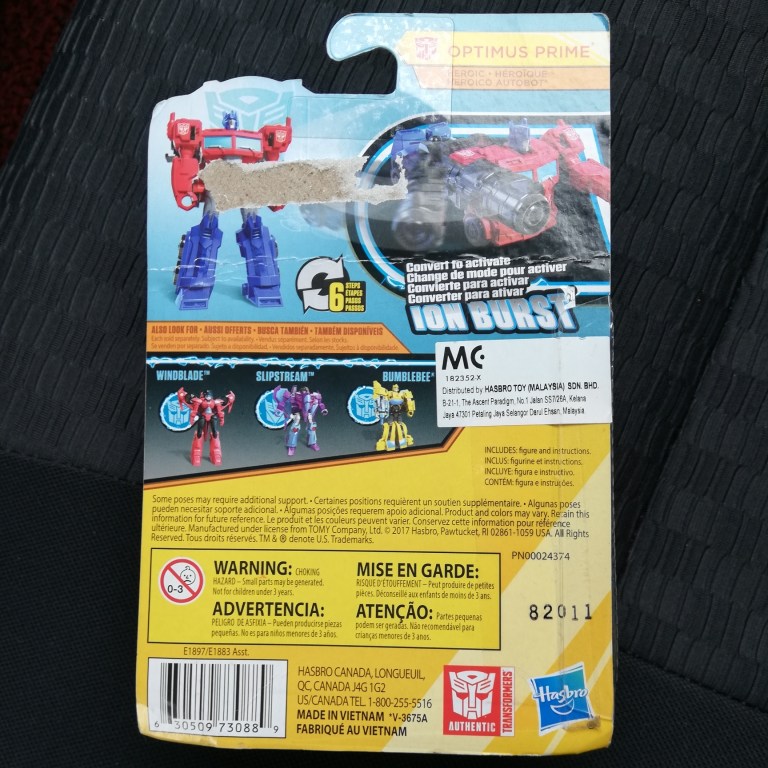 OPTIMUS PRIME
HEROIC • HÉROÏQUE
HEROICO AUTOBOT
6 STEPS
ÉTAPES
PASOS
PASSOS
Convert to activate
Change de mode pour activer
Convierte para activar
Converter para ativar
ION BURST
ALSO LOOK FOR • AUSSI OFFERTS • BUSCA TAMBIÉN • TAMBÉM DISPONÍVEIS
Each sold separately. Subject to availability.
WINDBLADE™ SLIPSTREAM™ BUMBLEBEE
MC
182352-X
Distributed by HASBRO TOY (MALAYSIA) SDN. BHD.
B-21-1, The Ascent Paradigm, No.1 Jalan SS7/26A, Kelana
Jaya 47301 Petaling Jaya Selangor Darul Ehsan, Malaysia.
INCLUDES: figure and instructions.
INCLUS: figurine et instructions.
INCLUYE: figura e instructivo.
CONTÉM: figura e instruções.
Some poses may require additional support. • Certaines positions requièrent un soutien supplémentaire. • Algunas poses
pueden necesitar soporte adicional. • Algumas posições requerem apoio adicional. Product and colors may vary. Retain this
information for future reference. Le produit et les couleurs peuvent varier. Conservez cette information pour référence
ultérieure. Manufactured under license from TOMY Company, Ltd. © 2017 Hasbro, Pawtucket, RI 02861-1059 USA. All Rights
Reserved. Tous droits réservés. TM & ® denote U.S. Trademarks.
PN00024374
0-3
WARNING: CHOKING
HAZARD – Small parts may be generated.
Not for children under 3 years.
MISE EN GARDE:
RISQUE D'ÉTOUFFEMENT – Peut produire de petites
pièces. Déconseillé aux enfants de moins de 3 ans.
ADVERTENCIA:
PELIGRO DE ASFIXIA – Pueden producirse piezas
pequeñas. No es para niños menores de 3 años.
ATENÇÃO: Partes pequenas
podem ser geradas. Não recomendável para
crianças menores de 3 anos.
82011
E1897/E1883 Asst.
6 30509 73088 9
HASBRO CANADA, LONGUEUIL,
QC, CANADA J4G 1G2
US/CANADA TEL. 1-800-255-5516
MADE IN VIETNAM *V-3675A
FABRIQUÉ AU VIETNAM
AUTHENTIC
TRANSFORMERS
Hasbro